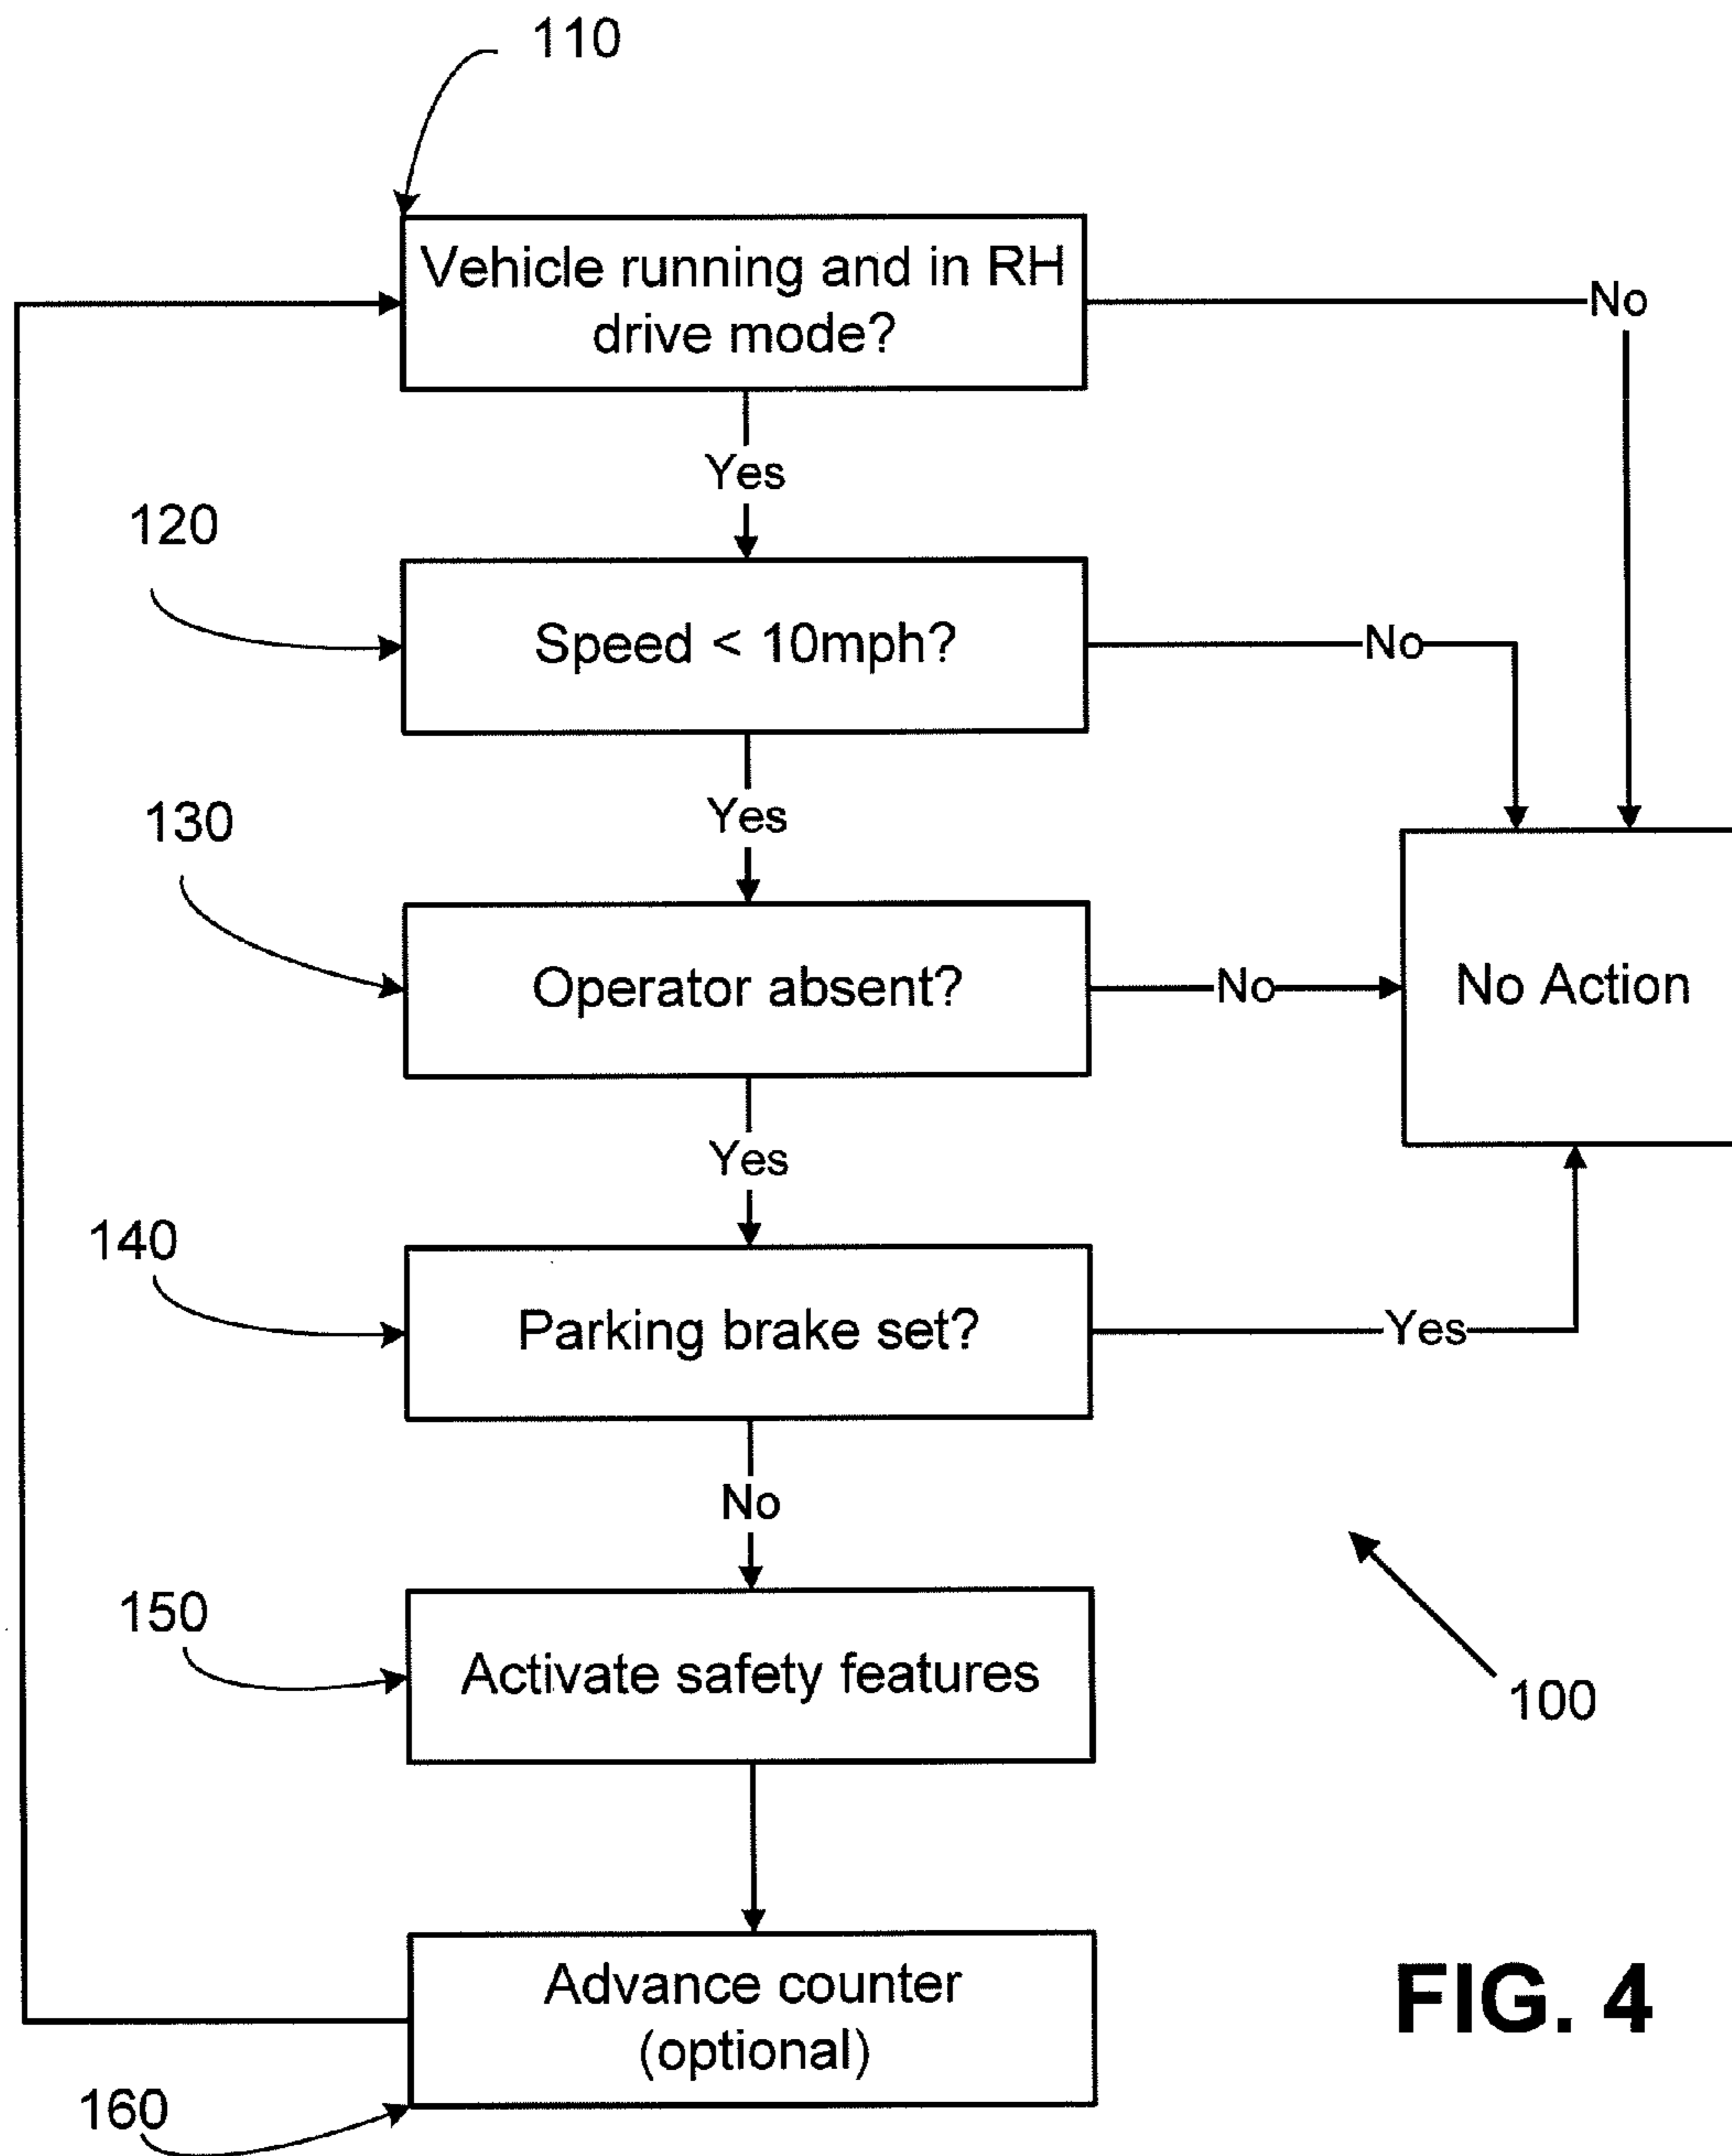 110
Vehicle running and in RH
drive mode?
No
Yes
120
Speed < 10mph?
No
Yes
130
Operator absent?
No
No Action
Yes
140
Parking brake set?
Yes
No
150
Activate safety features
100
Advance counter
(optional)
160
FIG. 4